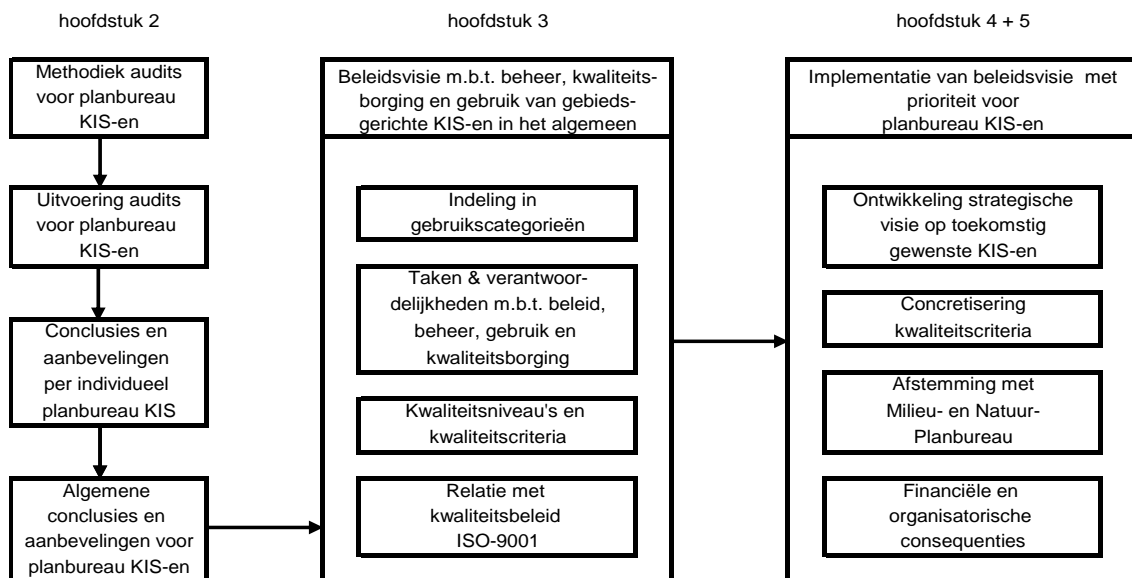 hoofdstuk 2
Methodiek audits
voor planbureau
KIS-en
Uitvoering audits
voor planbureau
KIS-en
Conclusies en
aanbevelingen
per individueel
planbureau KIS
Algemene
conclusies en
aanbevelingen voor
planbureau KIS-en
hoofdstuk 3
Beleidsvisie m.b.t. beheer, kwaliteits-
borging en gebruik van gebieds-
gerichte KIS-en in het algemeen
Indeling in
gebruikscategorieën
Taken & verantwoor-
delijkheden m.b.t. beleid,
beheer, gebruik en
kwaliteitsborging
Kwaliteitsniveau's en
kwaliteitscriteria
Relatie met
kwaliteitsbeleid
ISO-9001
hoofdstuk 4 + 5
Implementatie van beleidsvisie met
prioriteit voor
planbureau KIS-en
Ontwikkeling strategische
visie op toekomstig
gewenste KIS-en
Concretisering
kwaliteitscriteria
Afstemming met
Milieu- en Natuur-
Planbureau
Financiële en
organisatorische
consequenties